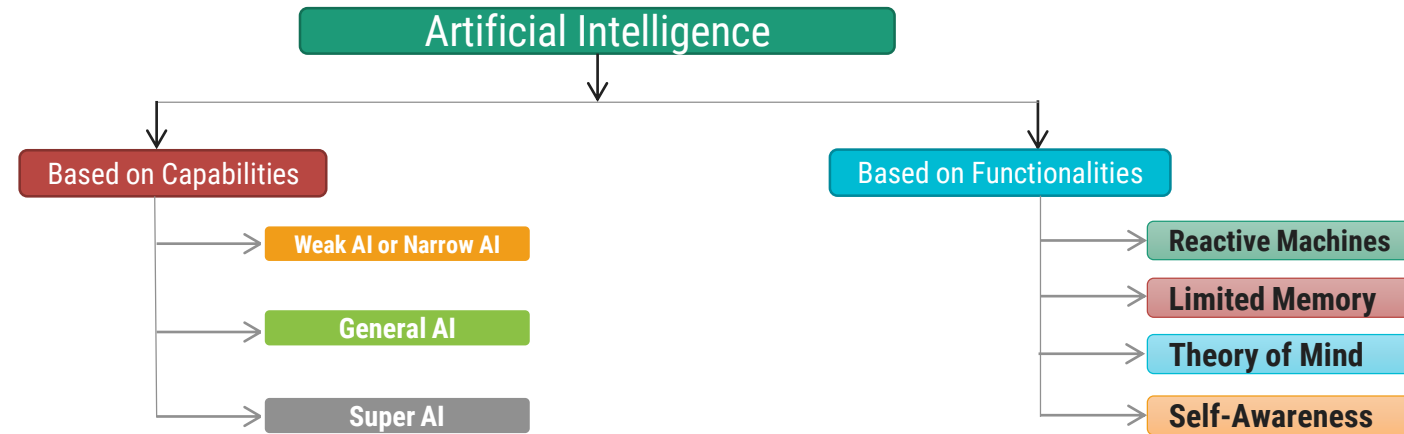 Artificial Intelligence
Based on Capabilities
Based on Functionalities
Weak AI or Narrow AI
General AI
Super AI
Reactive Machines
Limited Memory
Theory of Mind
Self-Awareness